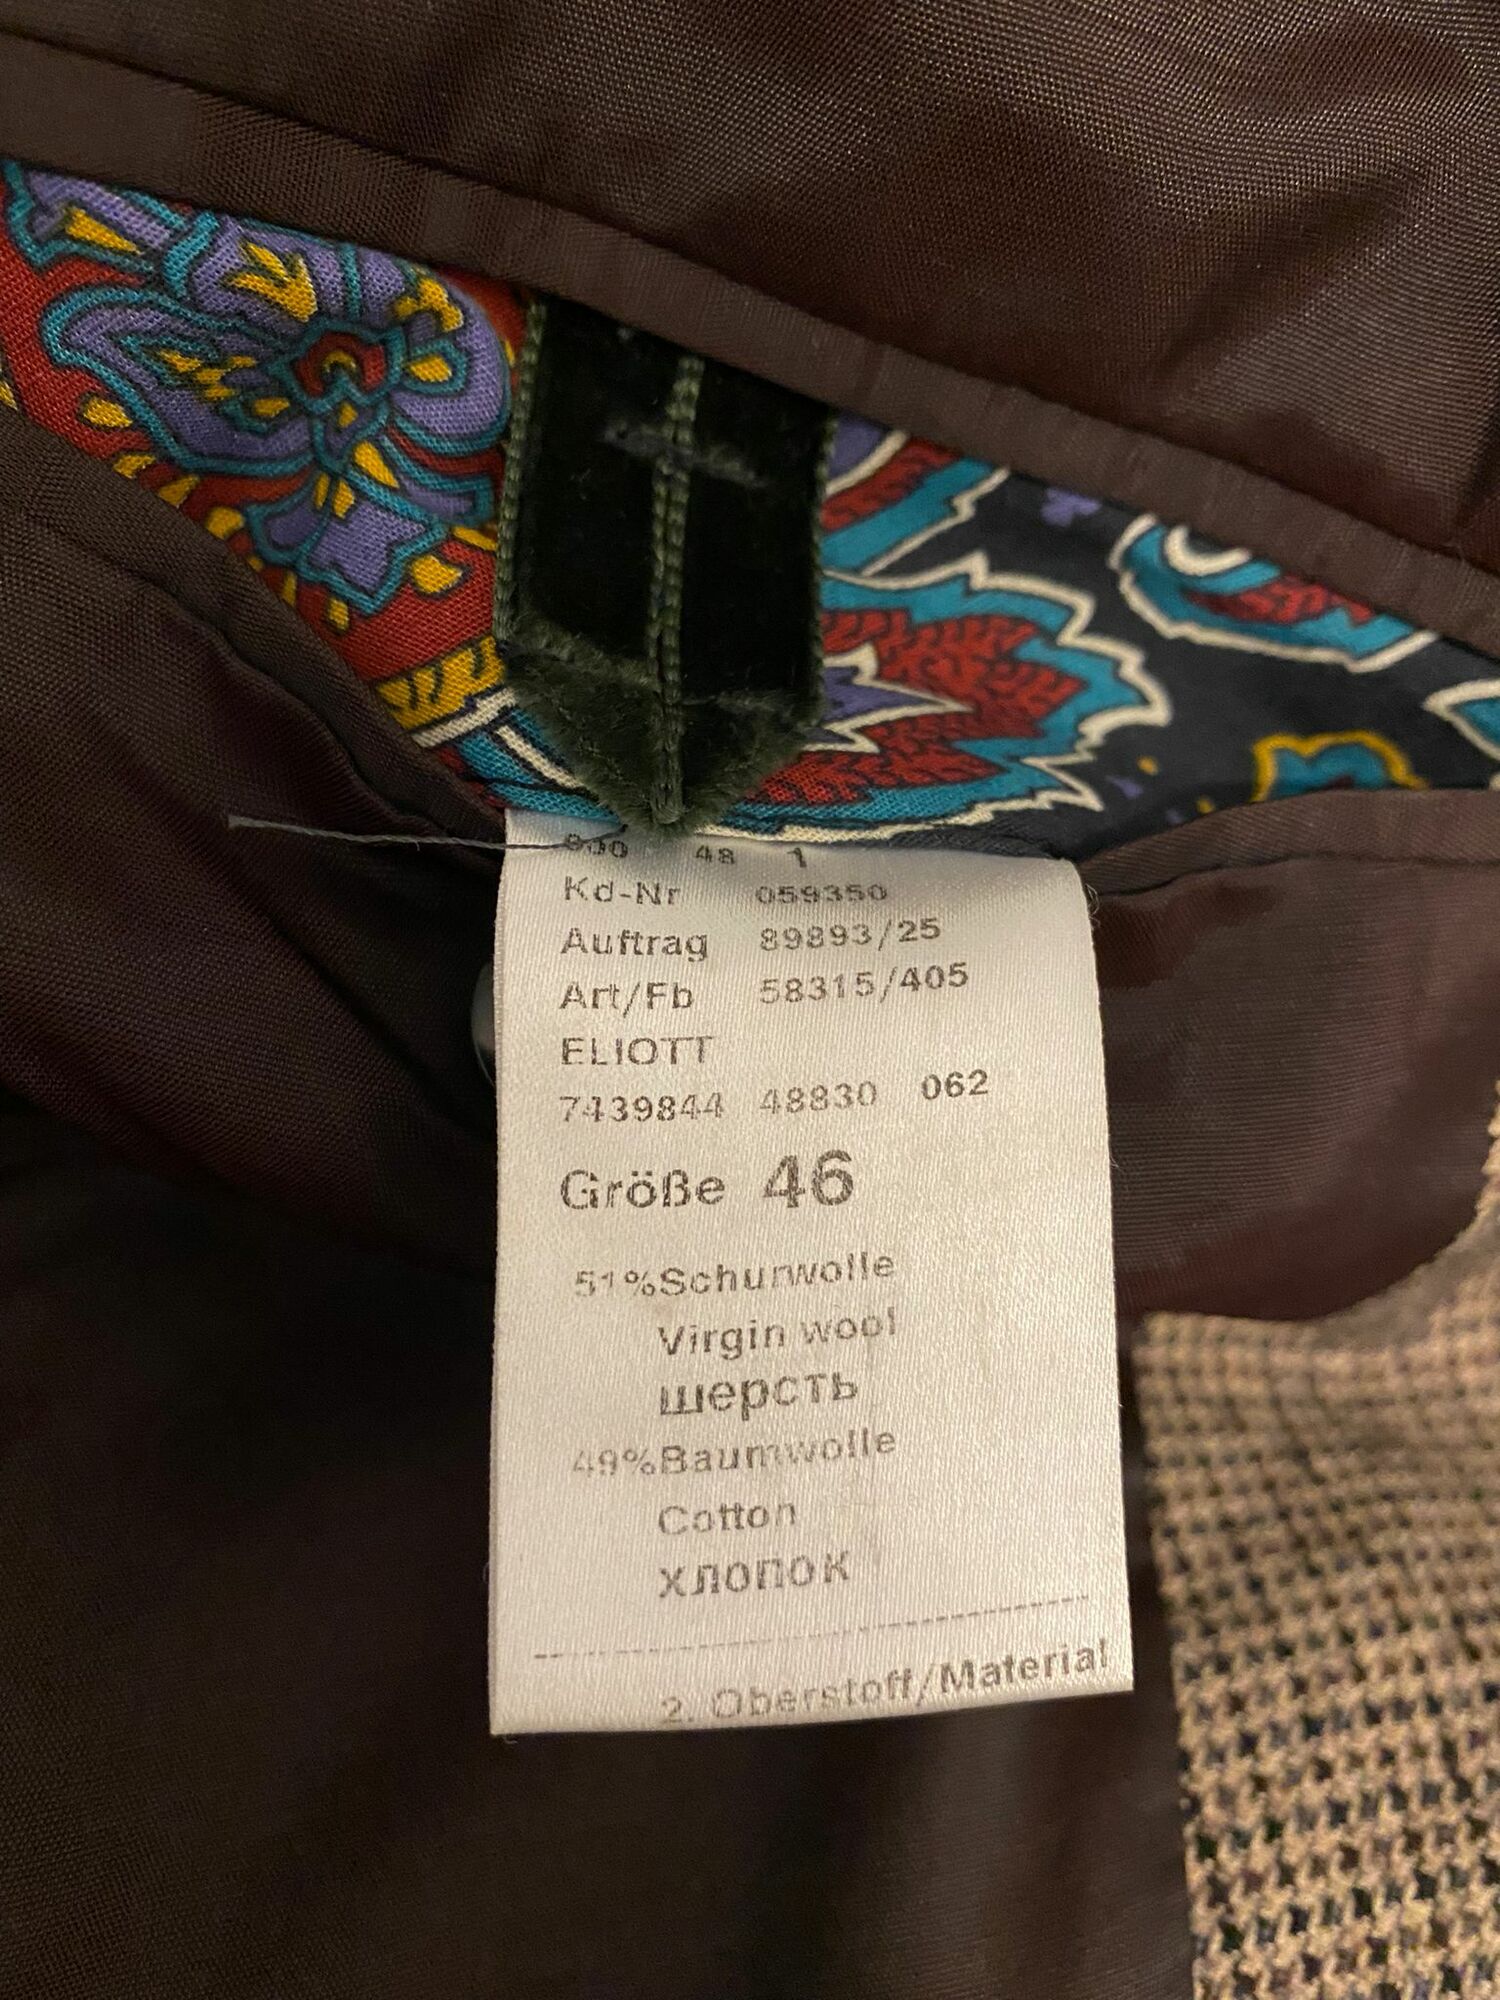 48 1
Kd-Nr 059350
Auftrag 89893/25
Art/Fb 58315/405
ELIOTT
7439844 48830 062
Größe 46
51%Schurwolle
Virgin wool
шерсть
49%Baumwolle
Cotton
хлопок
2. Oberstoff/Material